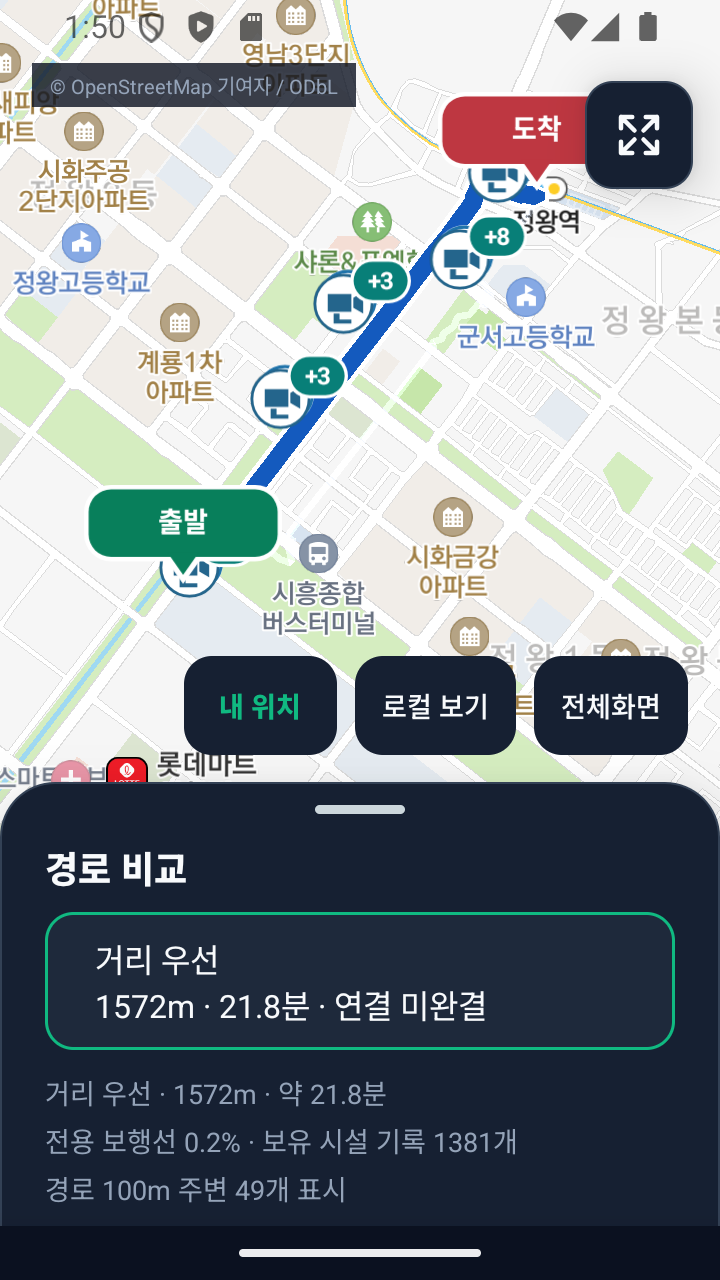 아파트
1:50
영남3단지
© OpenStreetMap 기여자 / ODbL
도착
시화주공
2단지아파트
정왕역
+8
정왕고등학교
+3
군서고등학교
정왕본
계룡1차
아파트
+3
출발
시화금강
아파트
시흥종합
버스터미널
내 위치
로컬 보기
전체화면
롯데마트
경로 비교
거리 우선
1572m · 21.8분 · 연결 미완결
거리 우선 · 1572m · 약 21.8분
전용 보행선 0.2% · 보유 시설 기록 1381개
경로 100m 주변 49개 표시